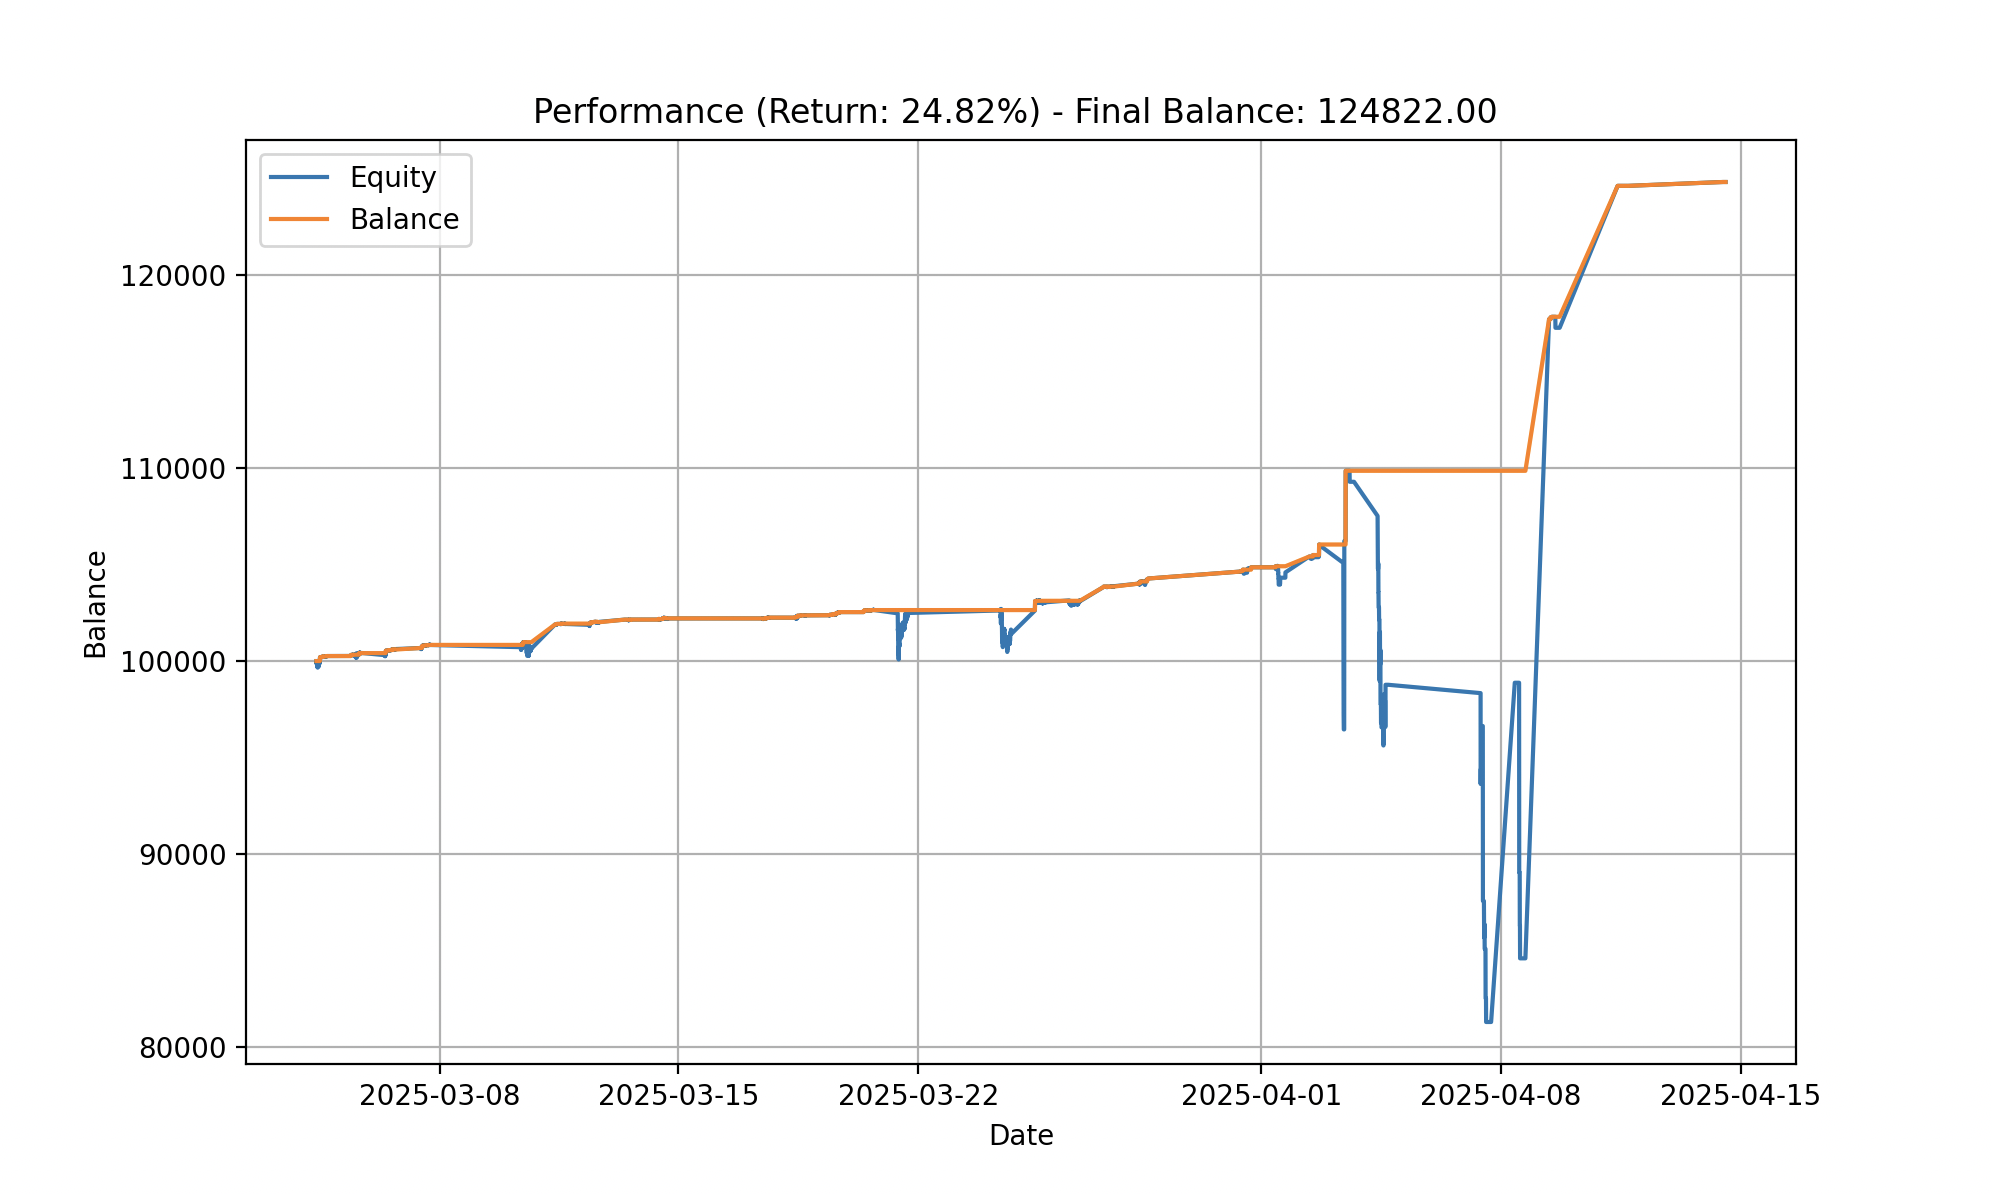 Performance (Return: 24.82%) - Final Balance: 124822.00
Equity
Balance
120000
110000
100000
90000
80000
Balance
2025-03-08
2025-03-15
2025-03-22
2025-04-01
2025-04-08
2025-04-15
Date